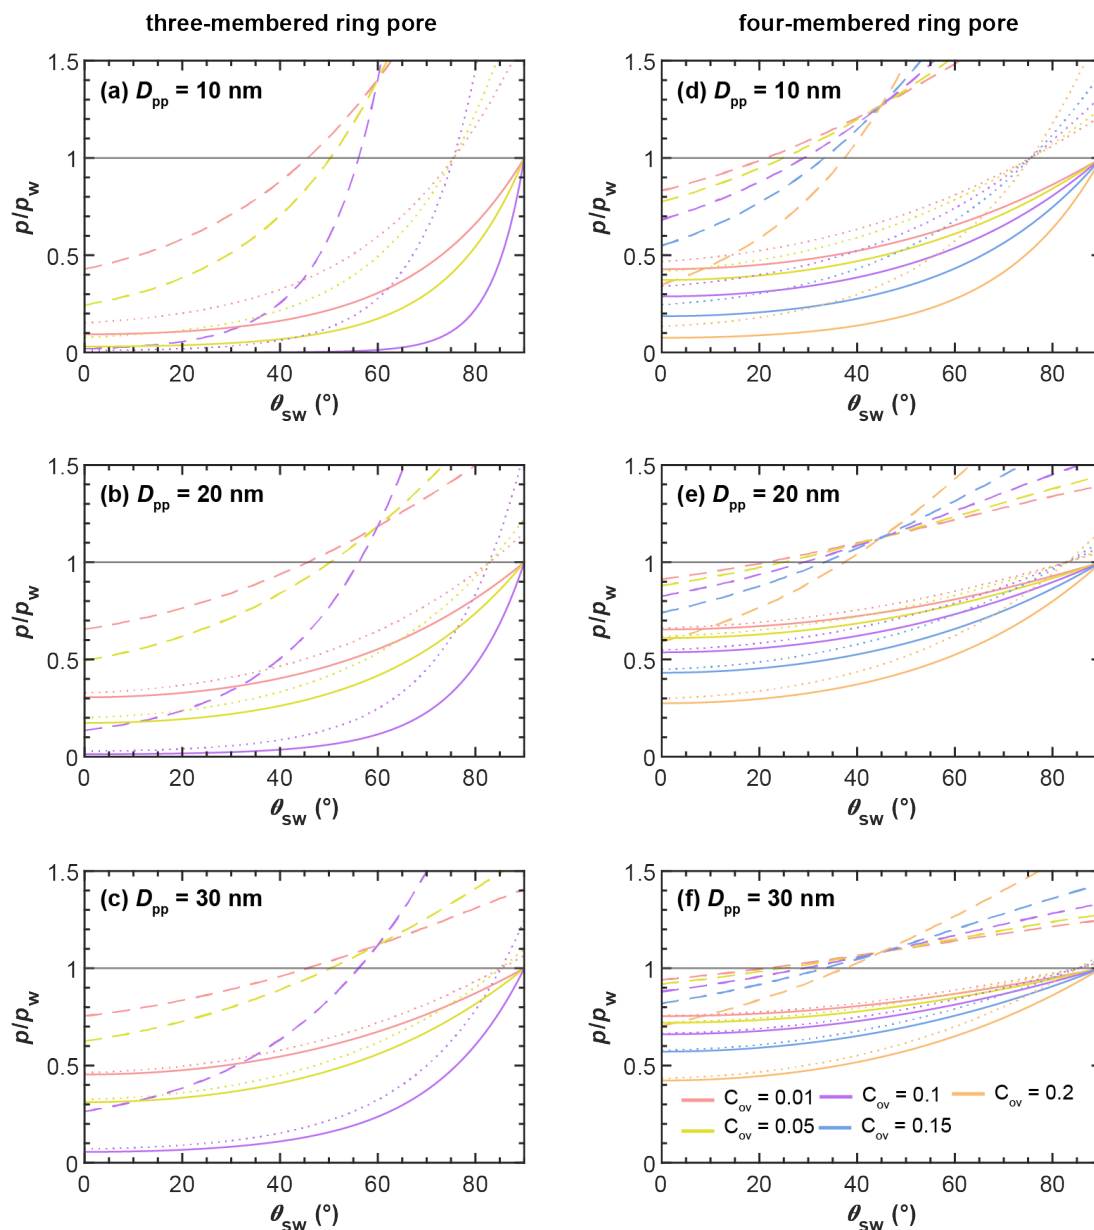 three-membered ring pore
four-membered ring pore
(a) Dpp = 10 nm
p/pw
1.5
1
0.5
0
0 20 40 60 80
θsw (°)
(d) Dpp = 10 nm
p/pw
1.5
1
0.5
0
0 20 40 60 80
θsw (°)
(b) Dpp = 20 nm
p/pw
1.5
1
0.5
0
0 20 40 60 80
θsw (°)
(e) Dpp = 20 nm
p/pw
1.5
1
0.5
0
0 20 40 60 80
θsw (°)
(c) Dpp = 30 nm
p/pw
1.5
1
0.5
0
0 20 40 60 80
θsw (°)
(f) Dpp = 30 nm
p/pw
1.5
1
0.5
0
Cov = 0.01 Cov = 0.1 Cov = 0.2
Cov = 0.05 Cov = 0.15
0 20 40 60 80
θsw (°)